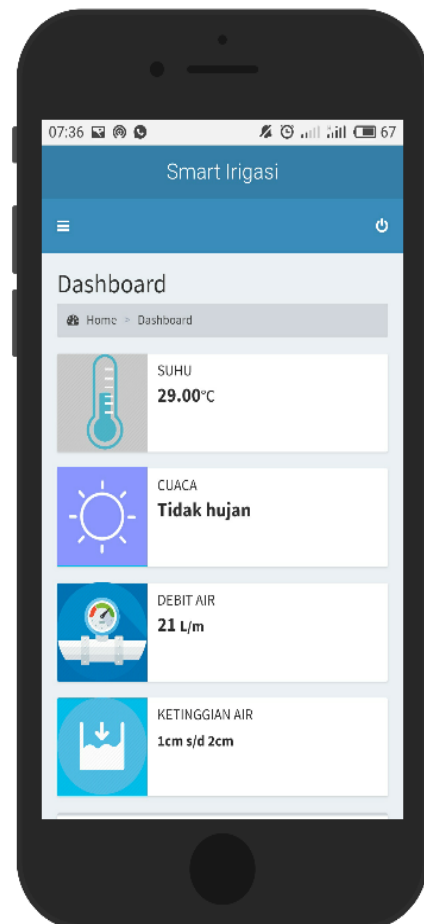 07:36 67
Smart Irigasi
Dashboard
Home > Dashboard
SUHU
29.00°C
CUACA
Tidak hujan
DEBIT AIR
21 L/m
KETINGGIAN AIR
1cm s/d 2cm